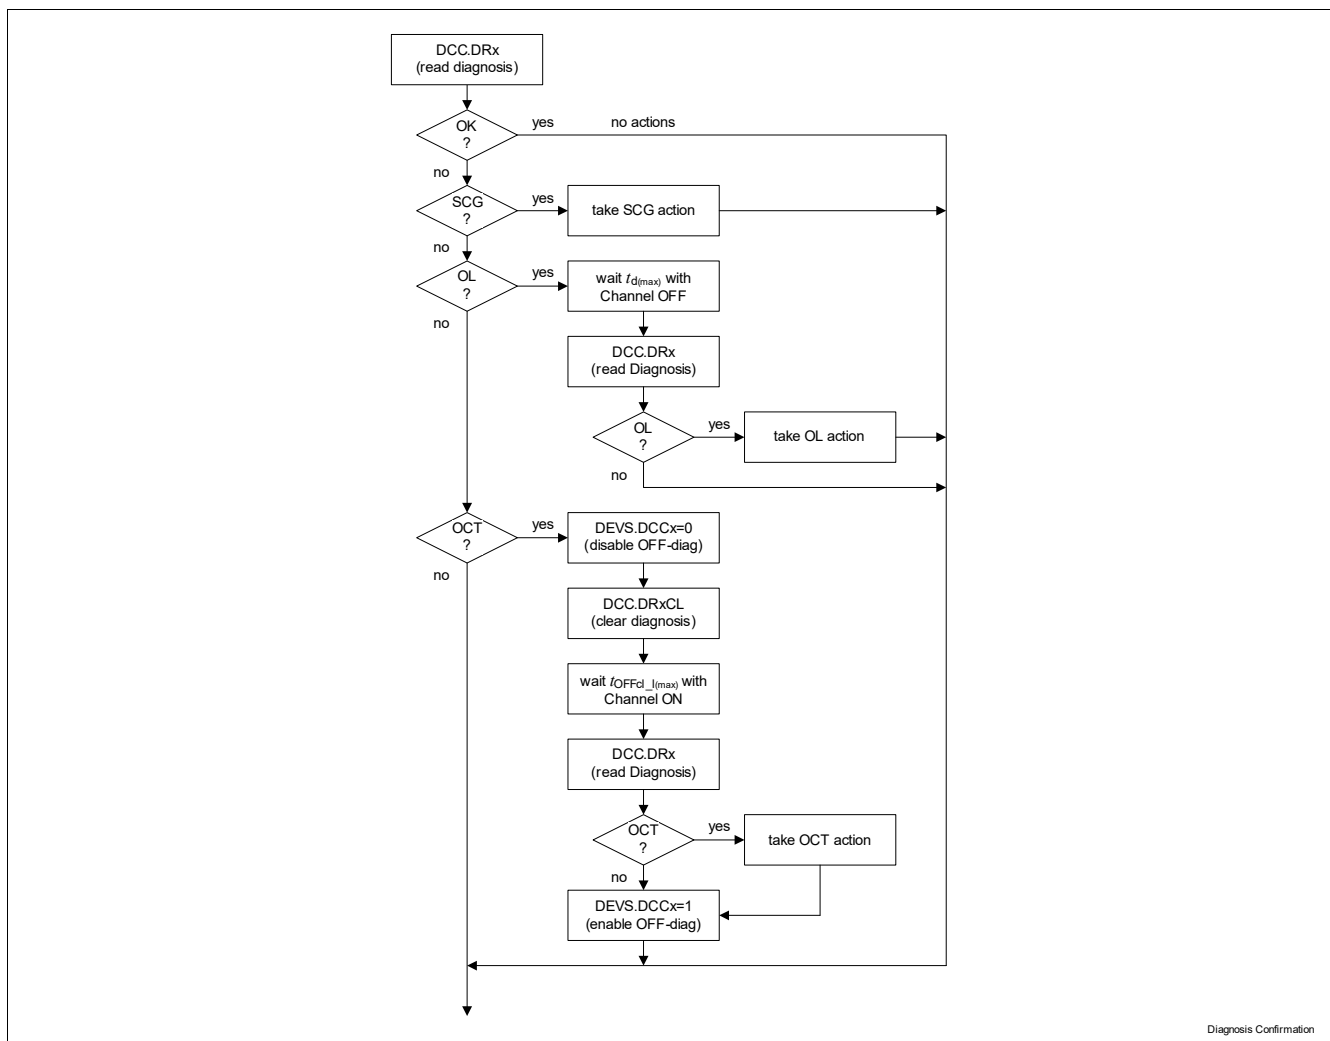 DCC.DRx
(read diagnosis)
OK
?
yes
no actions
no
SCG
?
yes
take SCG action
no
OL
?
yes
wait td(max) with
Channel OFF
no
DCC.DRx
(read Diagnosis)
OL
?
yes
take OL action
no
OCT
?
yes
DEVS.DCCx=0
(disable OFF-diag)
no
DCC.DRxCL
(clear diagnosis)
wait tOFFcl_l(max) with
Channel ON
DCC.DRx
(read Diagnosis)
OCT
?
yes
take OCT action
no
DEVS.DCCx=1
(enable OFF-diag)
Diagnosis Confirmation